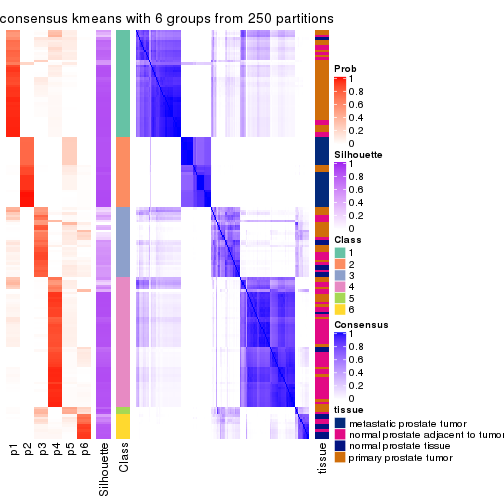 consensus kmeans with 6 groups from 250 partitions
Prob
1
0.8
0.6
0.4
0.2
0
Silhouette
1
0.8
0.6
0.4
0.2
0
Class
1
2
3
4
5
6
Consensus
1
0.8
0.6
0.4
0.2
0
tissue
metastatic prostate tumor
normal prostate adjacent to tumor
normal prostate tissue
primary prostate tumor
p1
p2
p3
p4
p5
p6
Silhouette
Class
tissue